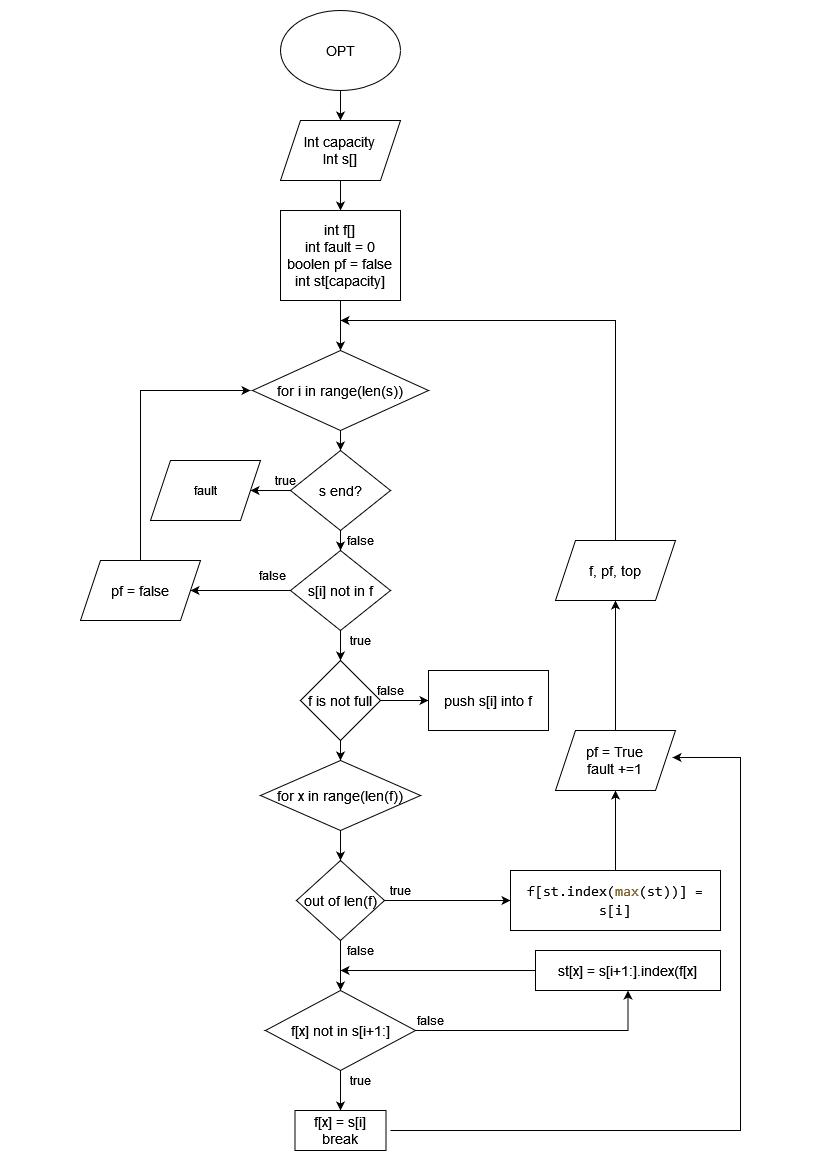 OPT
Int capacity
Int s[]
int f[]
int fault = 0
boolen pf = false
int st[capacity]
for i in range(len(s))
s end?
true
fault
false
s[i] not in f
false
pf = false
true
f, pf, top
f is not full
false
push s[i] into f
pf = True
fault +=1
for x in range(len(f))
out of len(f)
true
f[st.index(max(st))] =
s[i]
false
st[x] = s[i+1:].index(f[x]
f[x] not in s[i+1:]
false
true
f[x] = s[i]
break